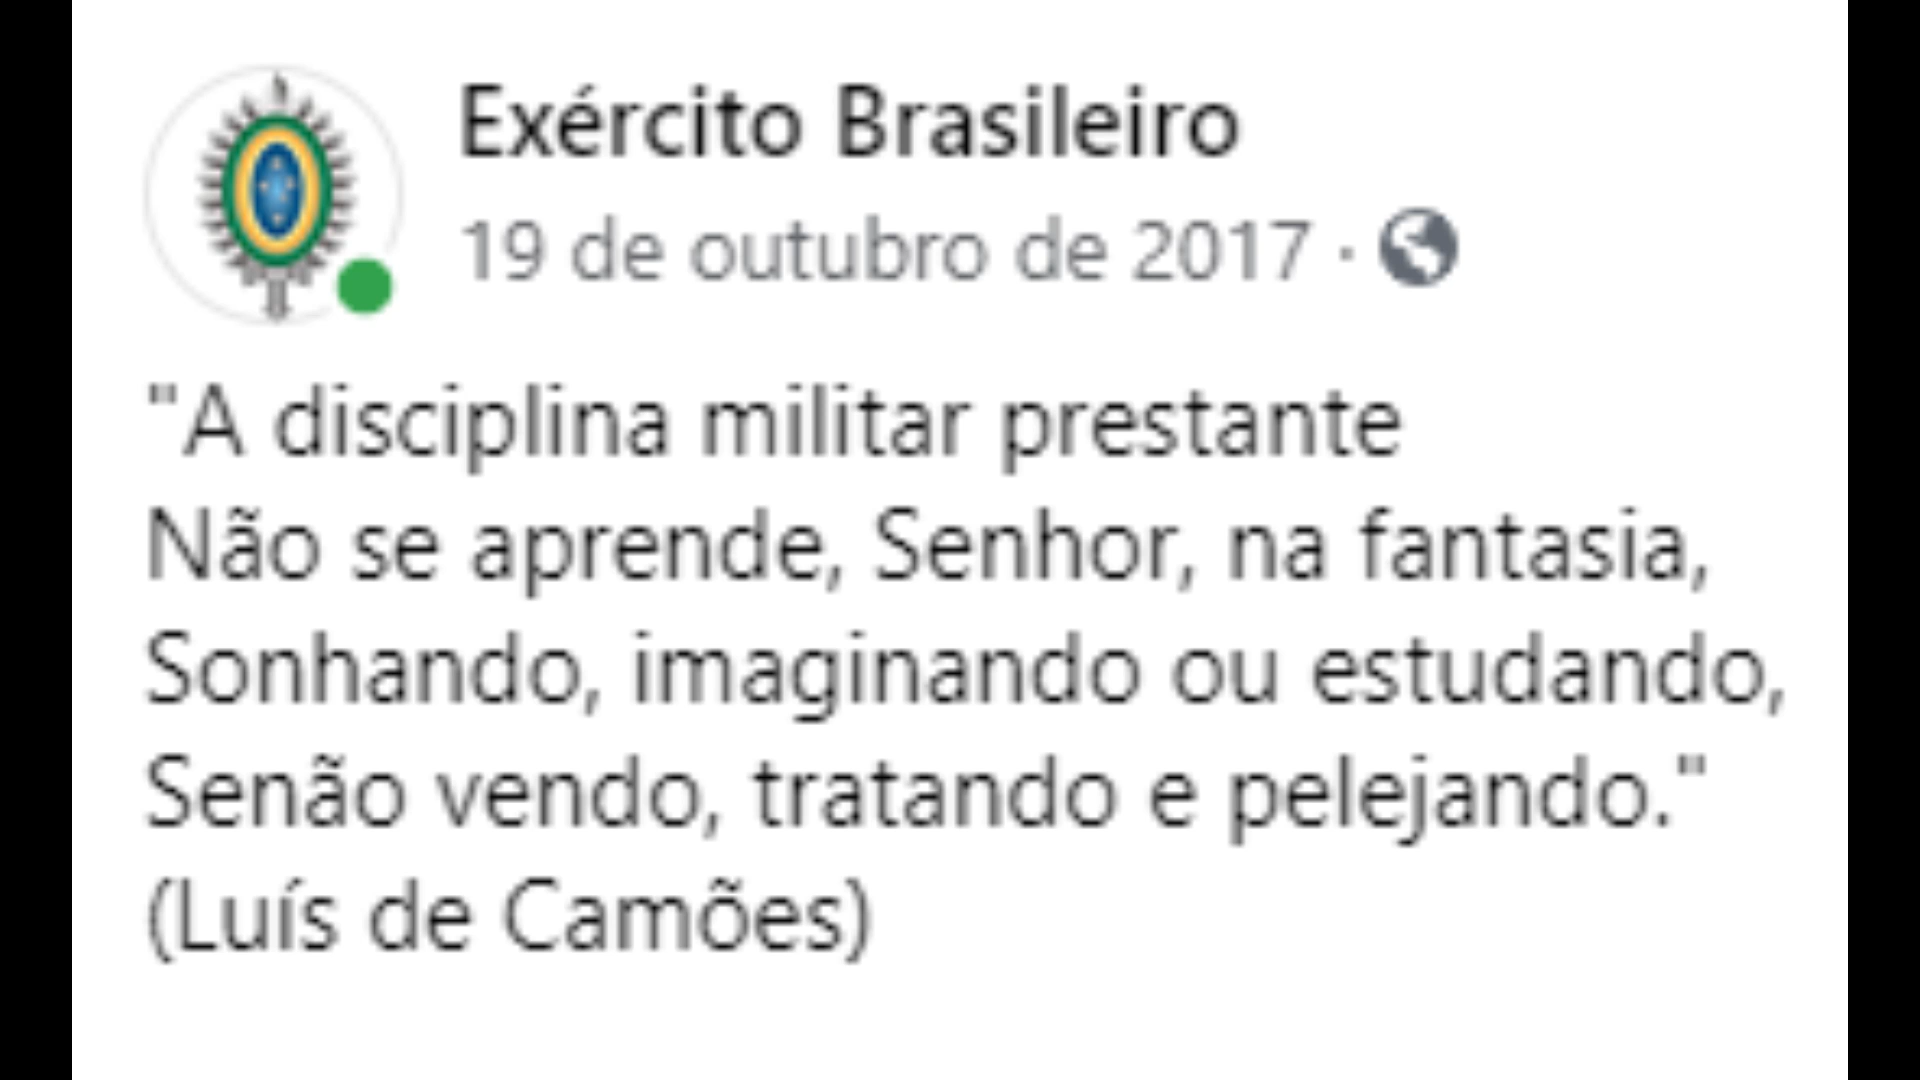 Exército Brasileiro
19 de outubro de 2017 ·
"A disciplina militar prestante
Não se aprende, Senhor, na fantasia,
Sonhando, imaginando ou estudando,
Senão vendo, tratando e pelejando."
(Luís de Camões)